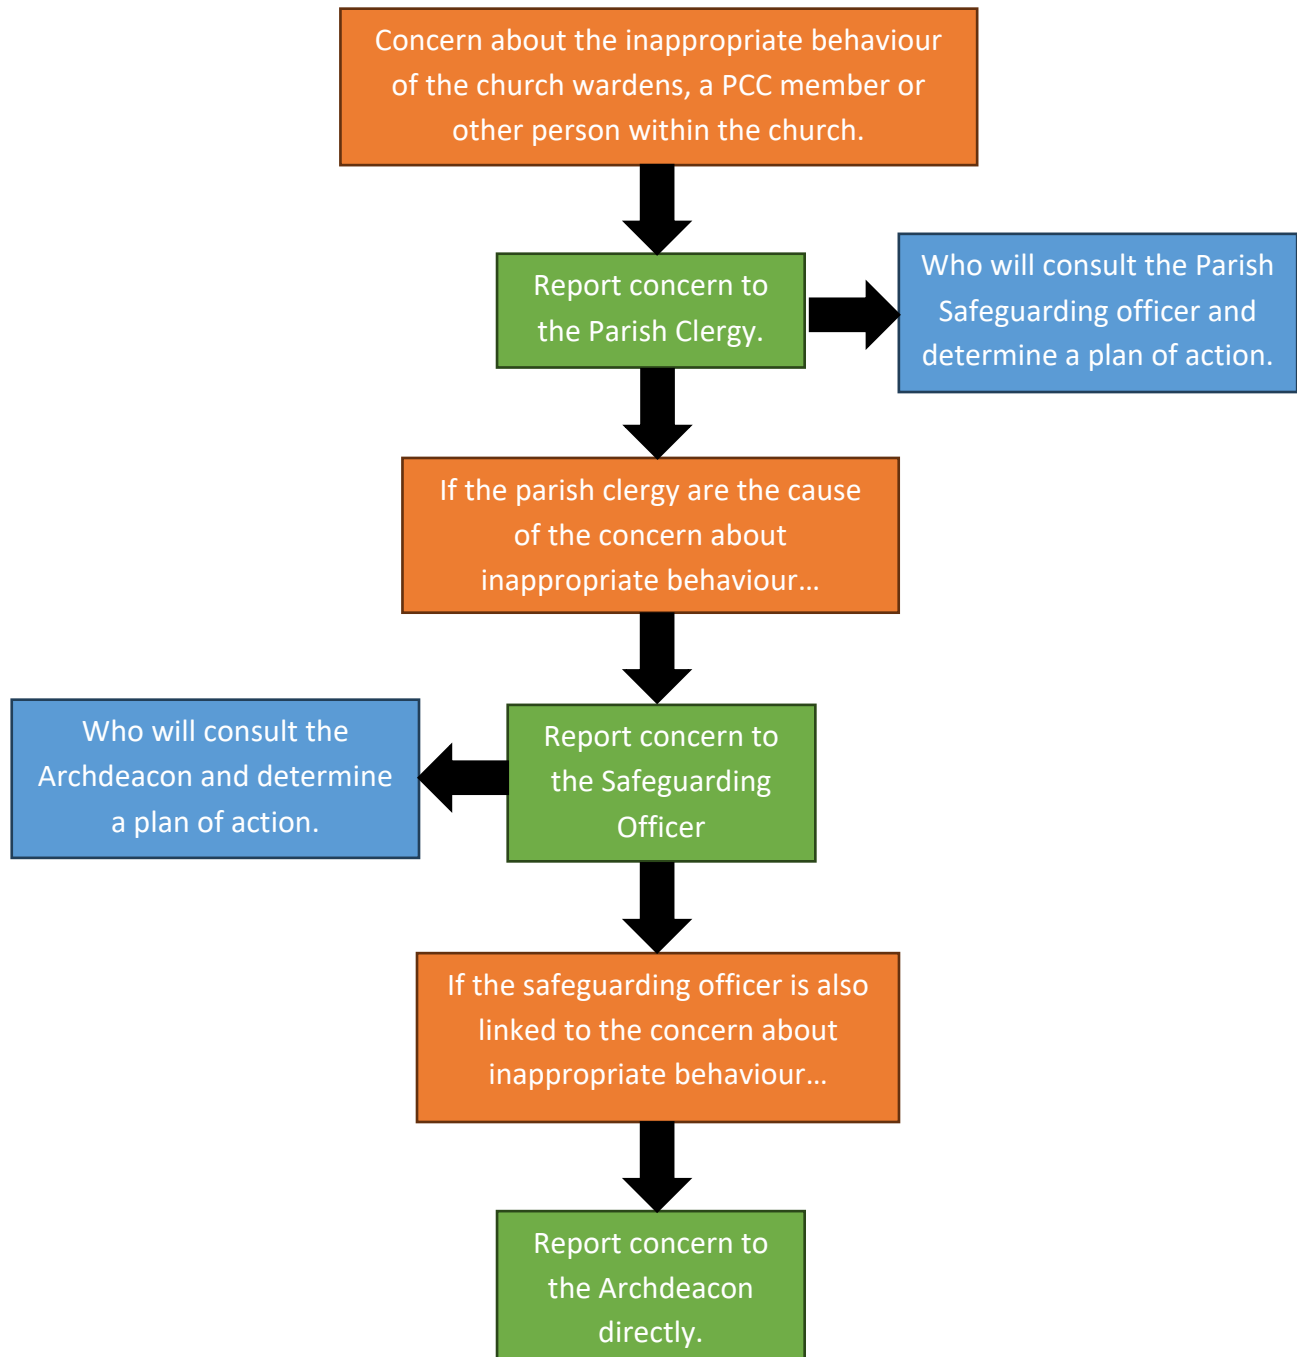 Concern about the inappropriate behaviour
of the church wardens, a PCC member or
other person within the church.
Report concern to
the Parish Clergy.
Who will consult the Parish
Safeguarding officer and
determine a plan of action.
If the parish clergy are the cause
of the concern about
inappropriate behaviour…
Report concern to
the Safeguarding
Officer
Who will consult the
Archdeacon and determine
a plan of action.
If the safeguarding officer is also
linked to the concern about
inappropriate behaviour…
Report concern to
the Archdeacon
directly.